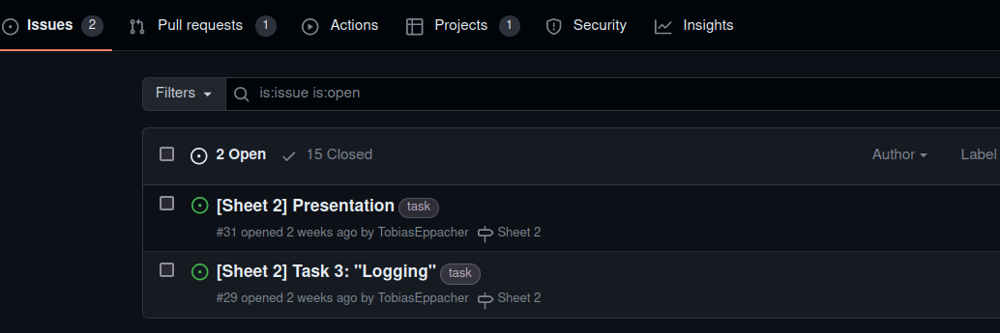 Issues 2 Pull requests 1 Actions Projects 1 Security Insights
Filters is:issue is:open
2 Open 15 Closed Author Label
[Sheet 2] Presentation task
#31 opened 2 weeks ago by TobiasEppacher Sheet 2
[Sheet 2] Task 3: "Logging" task
#29 opened 2 weeks ago by TobiasEppacher Sheet 2